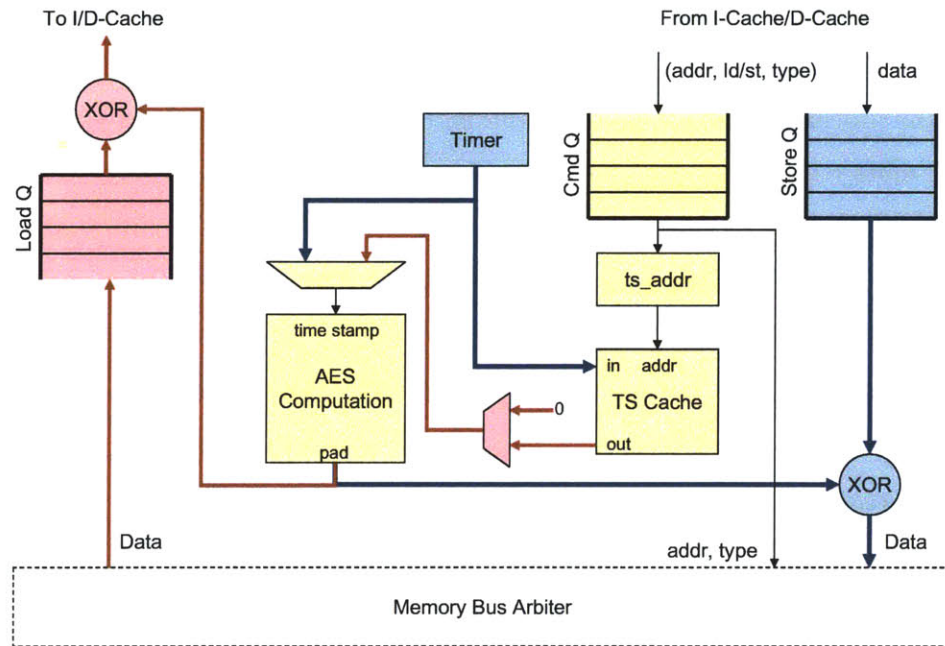 To I/D-Cache
From I-Cache/D-Cache
(addr, ld/st, type)
data
XOR
Timer
Cmd Q
Store Q
Load Q
ts_addr
time stamp
AES
Computation
pad
in addr
TS Cache
out
0
XOR
Data
addr, type
Data
Memory Bus Arbiter